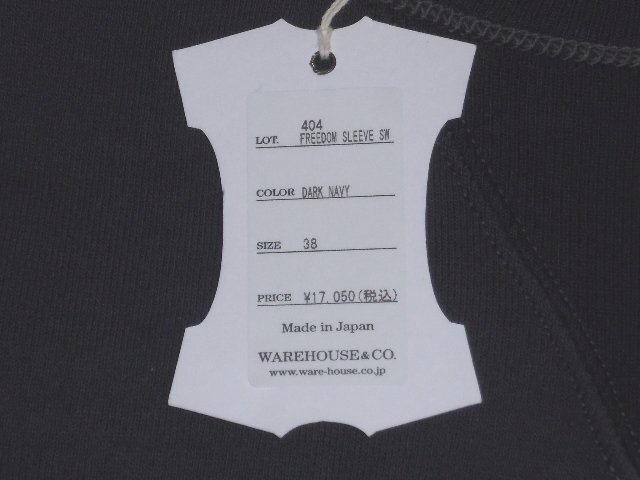 404
LOT. FREEDOM SLEEVE SW
COLOR DARK NAVY
SIZE 38
PRICE ¥17,050(税込)
Made in Japan
WAREHOUSE & CO.
www.ware-house.co.jp